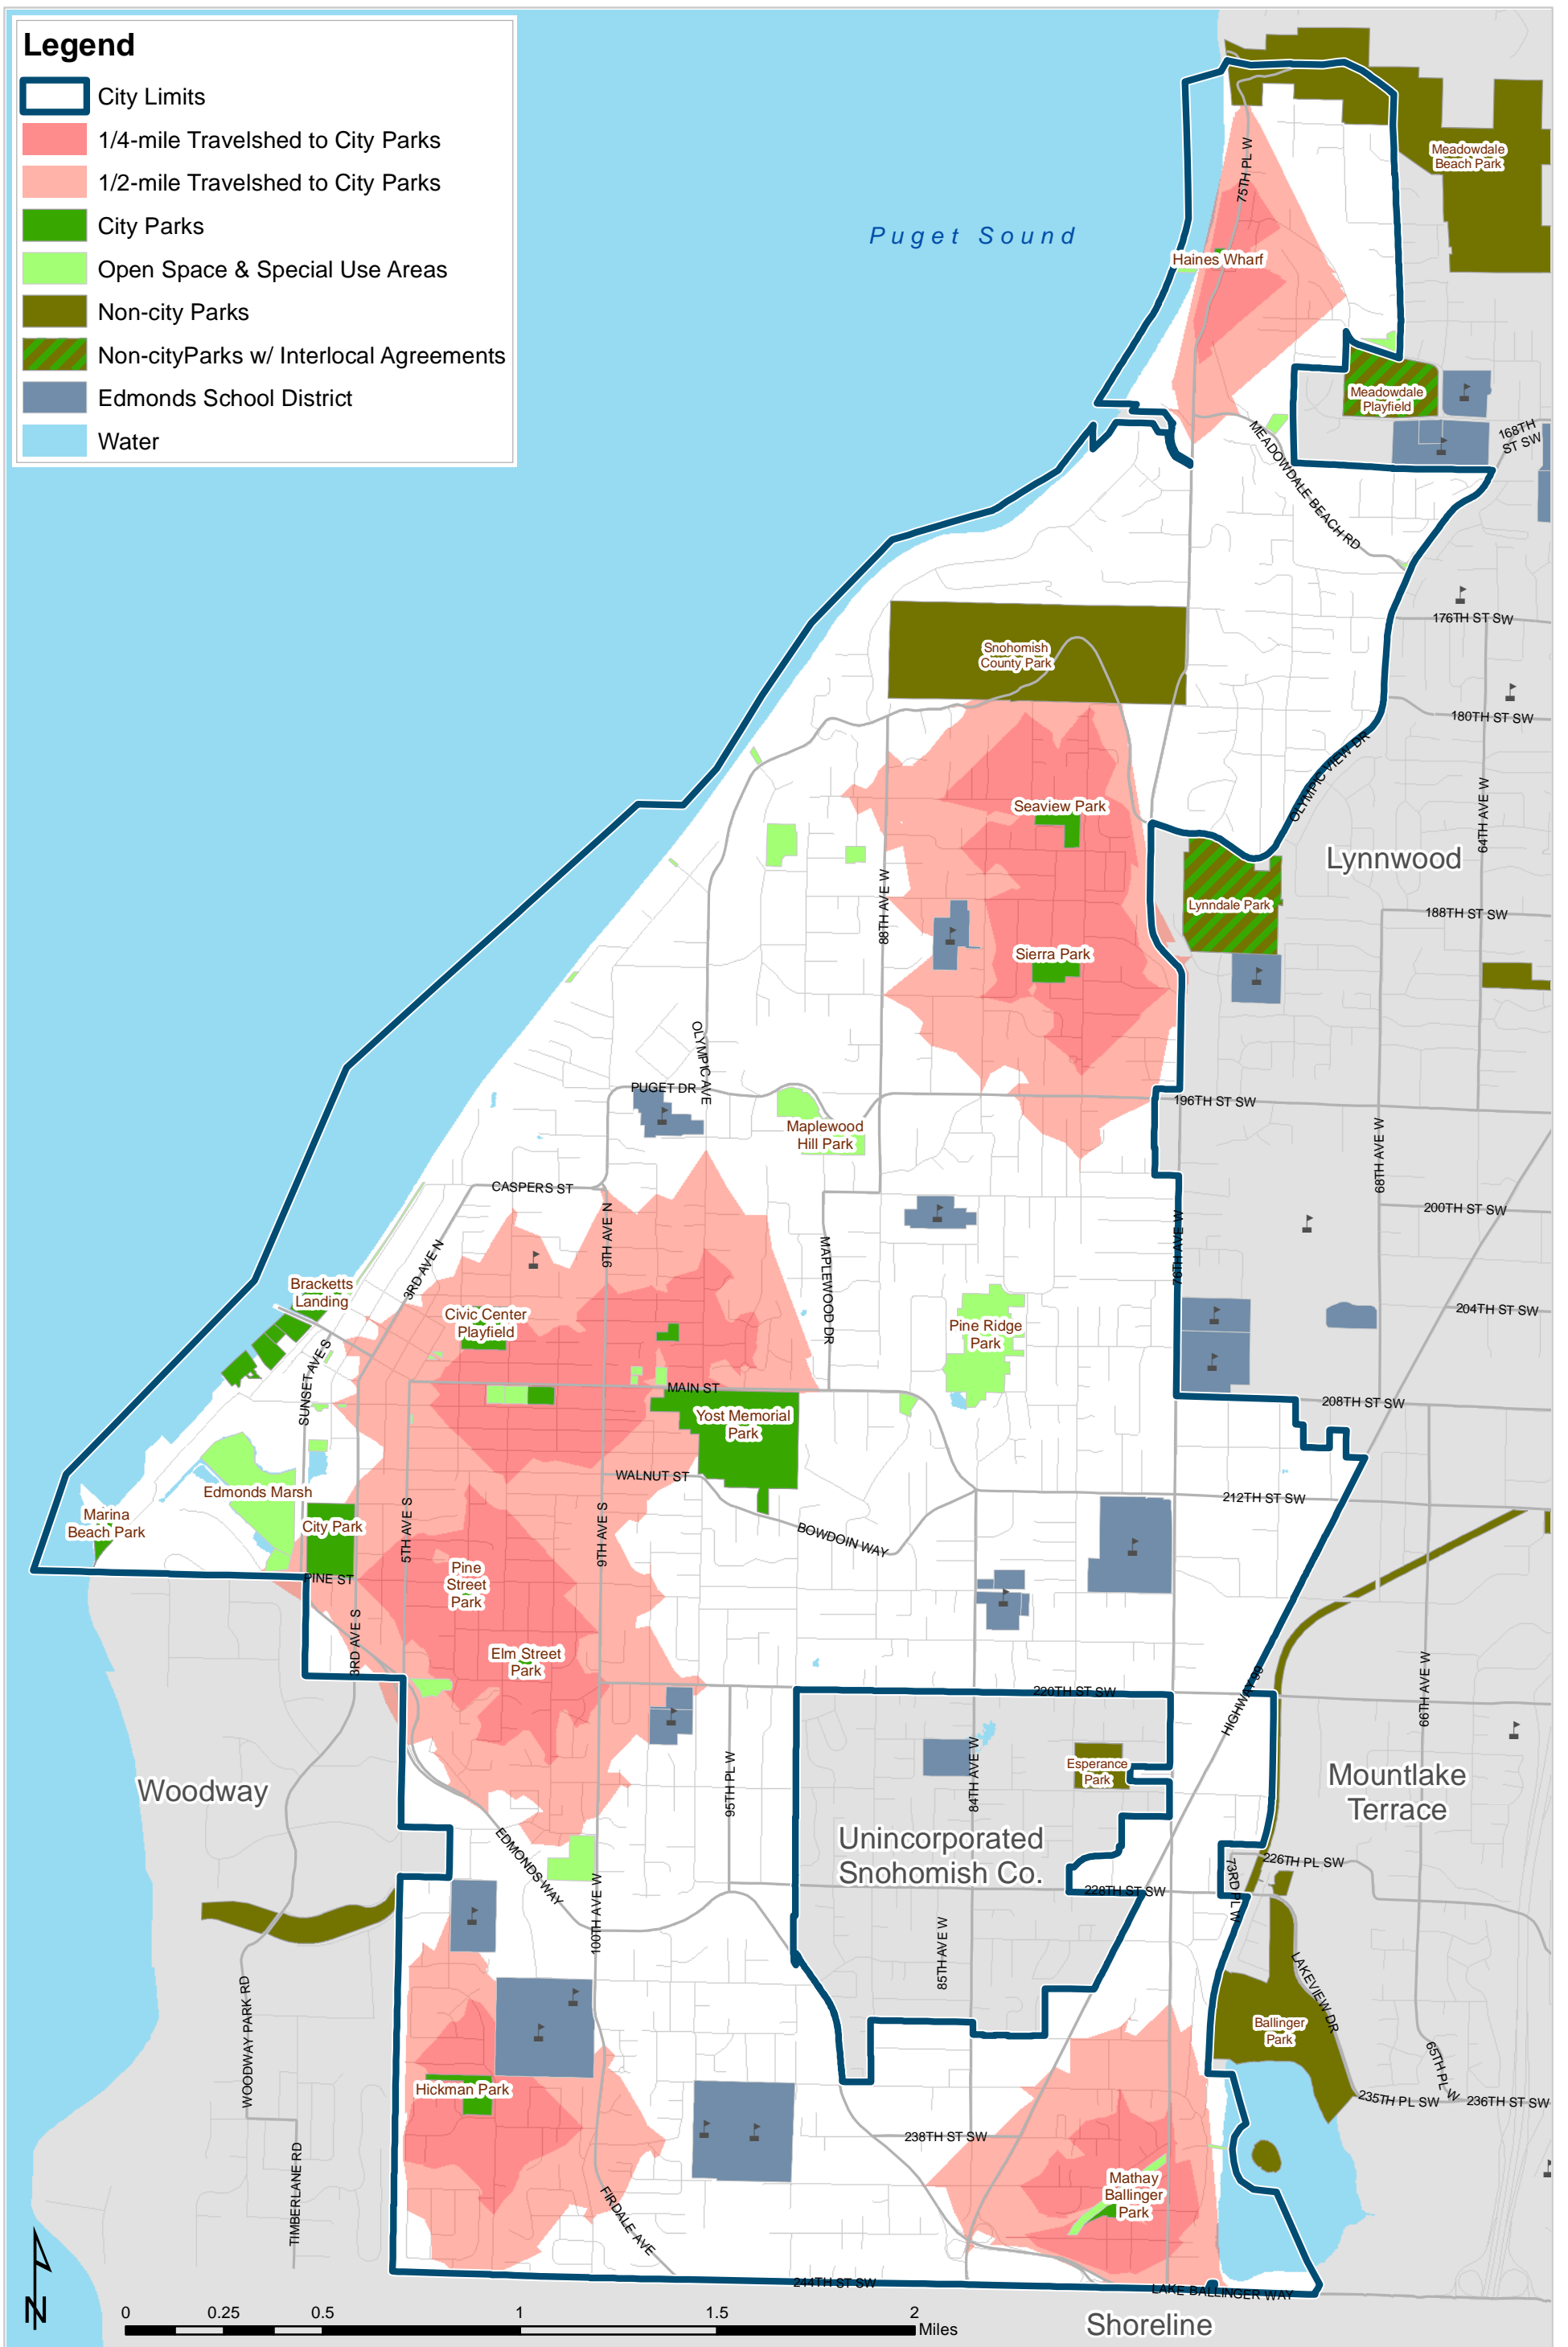 Legend
City Limits
1/4-mile Travelshed to City Parks
1/2-mile Travelshed to City Parks
City Parks
Open Space & Special Use Areas
Non-city Parks
Non-cityParks w/ Interlocal Agreements
Edmonds School District
Water
Puget Sound
Meadowdale
Beach Park
75TH PL W
Haines Wharf
Meadowdale
Playfield
168TH
ST SW
MEADOWDALE BEACH RD
176TH ST SW
Snohomish
County Park
180TH ST SW
OLYMPIC VIEW DR
64TH AVE W
Seaview Park
Lynnwood
88TH AVE W
Lynndale Park
188TH ST SW
Sierra Park
OLYMPIC AVE
PUGET DR
196TH ST SW
Maplewood
Hill Park
68TH AVE W
CASPERS ST
200TH ST SW
9TH AVE N
3RD AVE N
MAPLEWOOD DR
76TH AVE W
Bracketts
Landing
Civic Center
Playfield
204TH ST SW
Pine Ridge
Park
SUNSET AVE S
MAIN ST
208TH ST SW
Yost Memorial
Park
WALNUT ST
Edmonds Marsh
212TH ST SW
Marina
Beach Park
City Park
5TH AVE S
9TH AVE S
BOWDOIN WAY
PINE ST
Pine
Street
Park
3RD AVE S
Elm Street
Park
220TH ST SW
HIGHWAY 99
66TH AVE W
Woodway
95TH PL W
84TH AVE W
Esperance
Park
Mountlake
Terrace
Unincorporated
Snohomish Co.
EDMONDS WAY
226TH PL SW
73RD PL W
228TH ST SW
100TH AVE W
85TH AVE W
LAKEVIEW DR
WOODWAY PARK RD
Ballinger
Park
65TH PL W
Hickman Park
235TH PL SW
236TH ST SW
238TH ST SW
TIMBERLANE RD
Mathay
Ballinger
Park
FIRDALE AVE
244TH ST SW
LAKE BALLINGER WAY
N
0 0.25 0.5 1 1.5 2
Miles
Shoreline